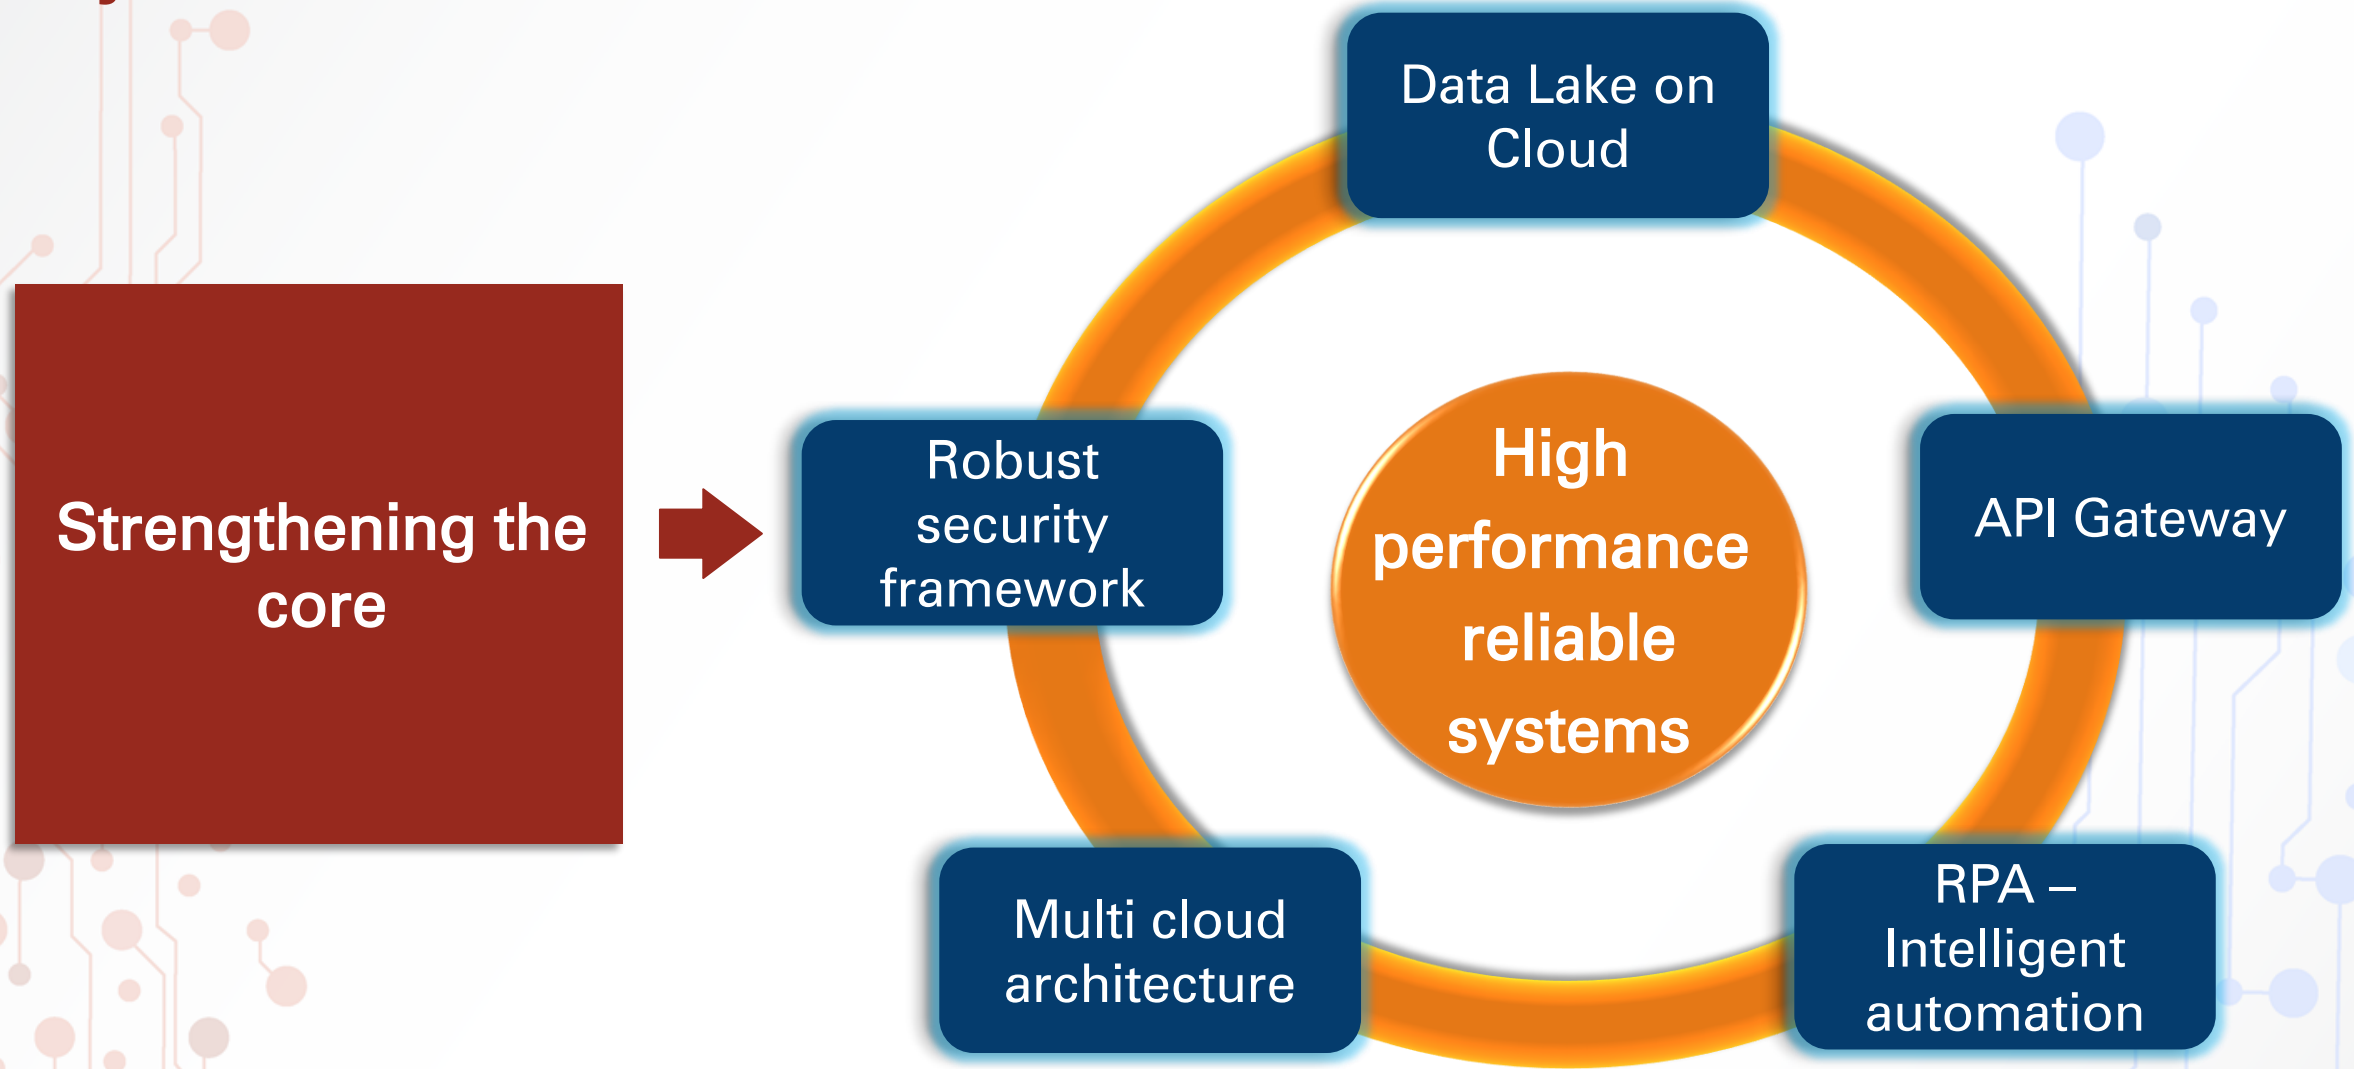 Strengthening the
core
Data Lake on
Cloud
Robust
security
framework
High
performance
reliable
systems
API Gateway
Multi cloud
architecture
RPA –
Intelligent
automation